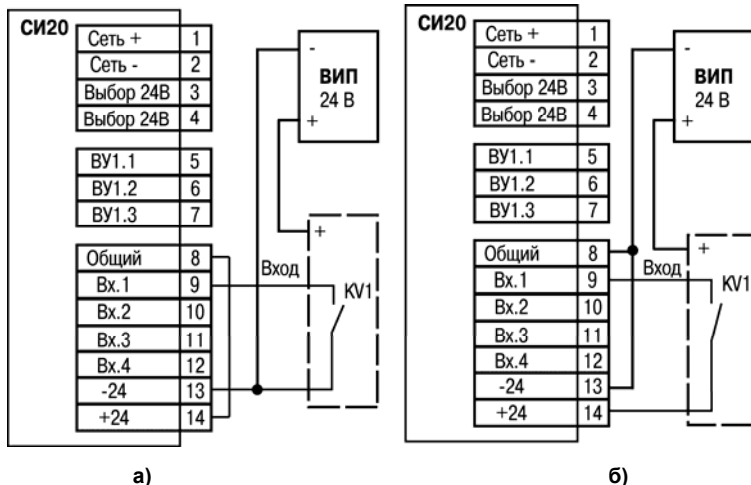 СИ20
Сеть + 1
Сеть - 2
Выбор 24В 3
Выбор 24В 4
ВУ1.1 5
ВУ1.2 6
ВУ1.3 7
Общий 8
Вх.1 9
Вх.2 10
Вх.3 11
Вх.4 12
-24 13
+24 14
-
ВИП
24 В
+
+
Вход
KV1
а)
СИ20
Сеть + 1
Сеть - 2
Выбор 24В 3
Выбор 24В 4
ВУ1.1 5
ВУ1.2 6
ВУ1.3 7
Общий 8
Вх.1 9
Вх.2 10
Вх.3 11
Вх.4 12
-24 13
+24 14
-
ВИП
24 В
+
+
Вход
KV1
б)